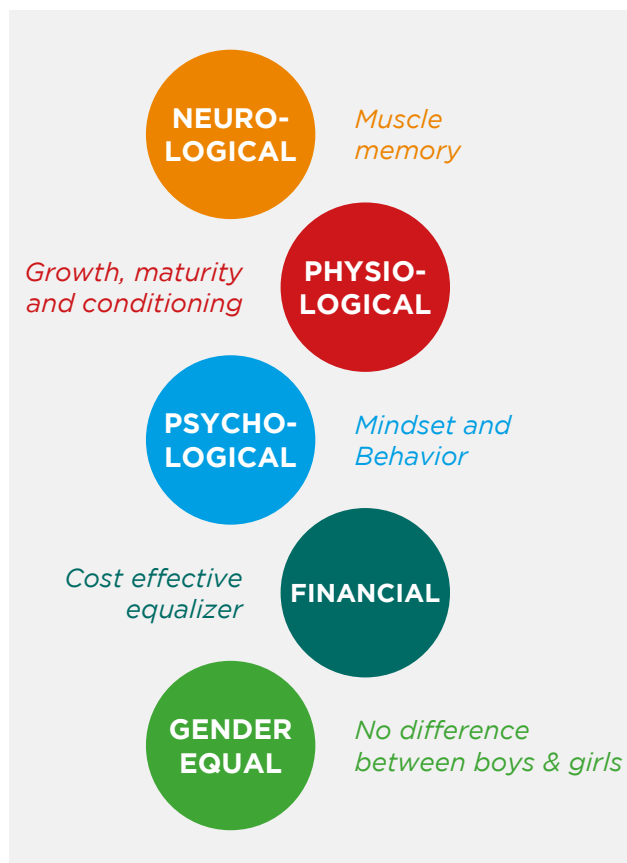 NEURO-
LOGICAL
Muscle
memory
Growth, maturity
and conditioning
PHYSIO-
LOGICAL
PSYCHO-
LOGICAL
Mindset and
Behavior
Cost effective
equalizer
FINANCIAL
GENDER
EQUAL
No difference
between boys & girls